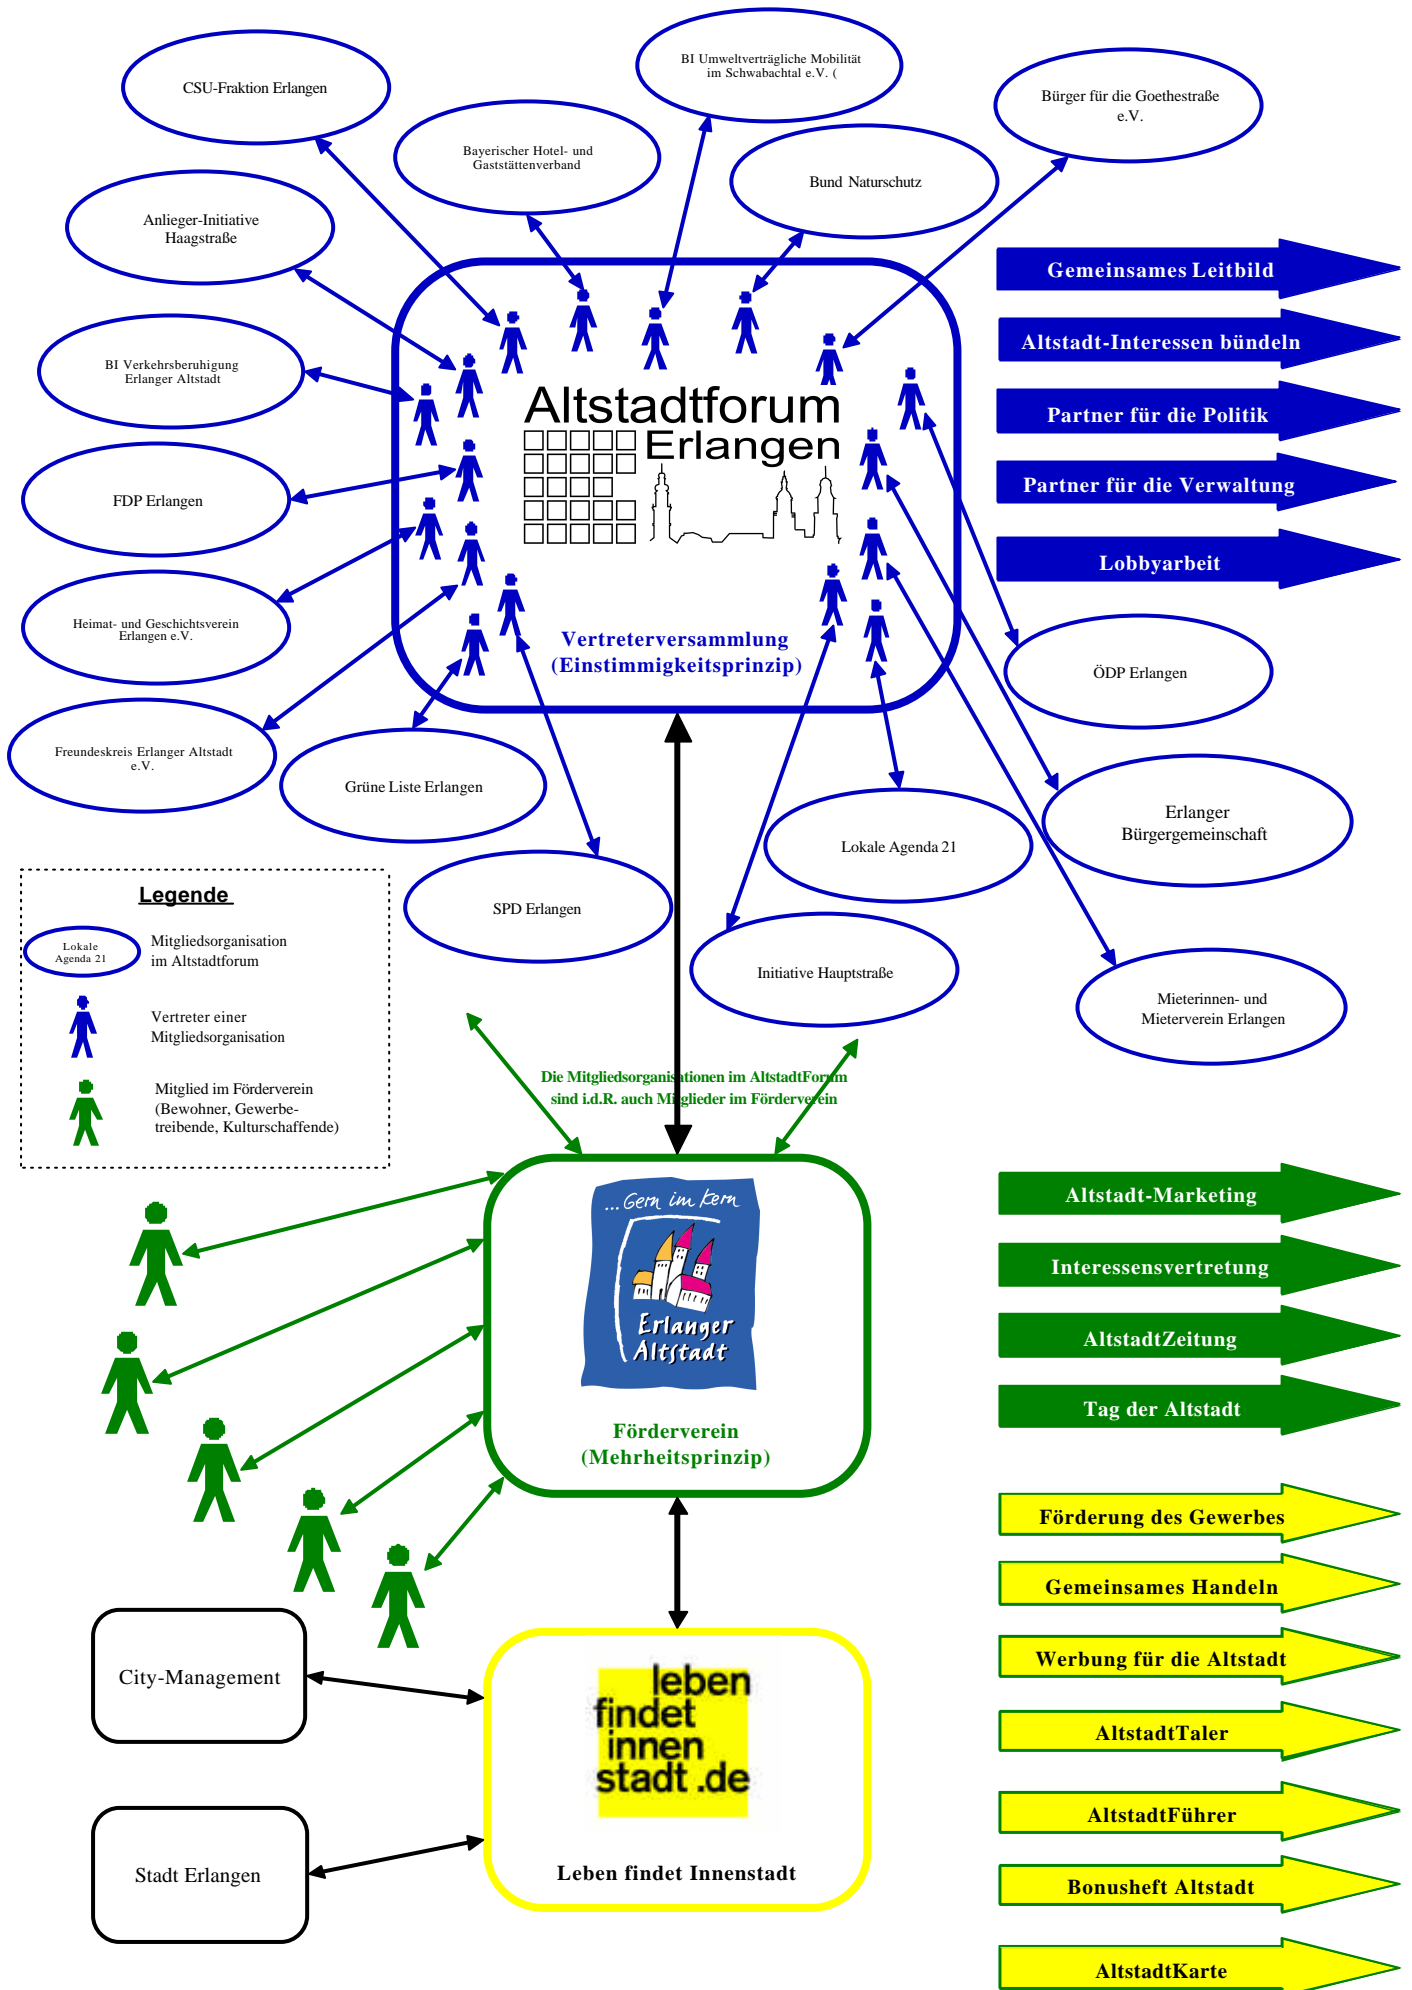 BI Umweltverträgliche Mobilität
im Schwabachtal e.V. (
CSU-Fraktion Erlangen
Bürger für die Goethestraße
e.V.
Bayerischer Hotel- und
Gaststättenverband
Bund Naturschutz
Anlieger-Initiative
Haagstraße
BI Verkehrsberuhigung
Erlanger Altstadt
FDP Erlangen
Heimat- und Geschichtsverein
Erlangen e.V.
Freundeskreis Erlanger Altstadt
e.V.
Grüne Liste Erlangen
SPD Erlangen
Altstadtforum
Erlangen
Vertreterversammlung
(Einstimmigkeitsprinzip)
Gemeinsames Leitbild
Altstadt-Interessen bündeln
Partner für die Politik
Partner für die Verwaltung
Lobbyarbeit
ÖDP Erlangen
Erlanger
Bürgergemeinschaft
Lokale Agenda 21
Initiative Hauptstraße
Mieterinnen- und
Mieterverein Erlangen
Legende
Lokale
Agenda 21
Mitgliedsorganisation
im Altstadtforum
Vertreter einer
Mitgliedsorganisation
Mitglied im Förderverein
(Bewohner, Gewerbe-
treibende, Kulturschaffende)
Die Mitgliedsorganisationen im AltstadtForum
sind i.d.R. auch Mitglieder im Förderverein
...Gern im Kern
Erlanger
Altstadt
Förderverein
(Mehrheitsprinzip)
Altstadt-Marketing
Interessensvertretung
AltstadtZeitung
Tag der Altstadt
Förderung des Gewerbes
Gemeinsames Handeln
Werbung für die Altstadt
AltstadtTaler
AltstadtFührer
Bonusheft Altstadt
AltstadtKarte
City-Management
Stadt Erlangen
leben
findet
innen
stadt .de
Leben findet Innenstadt